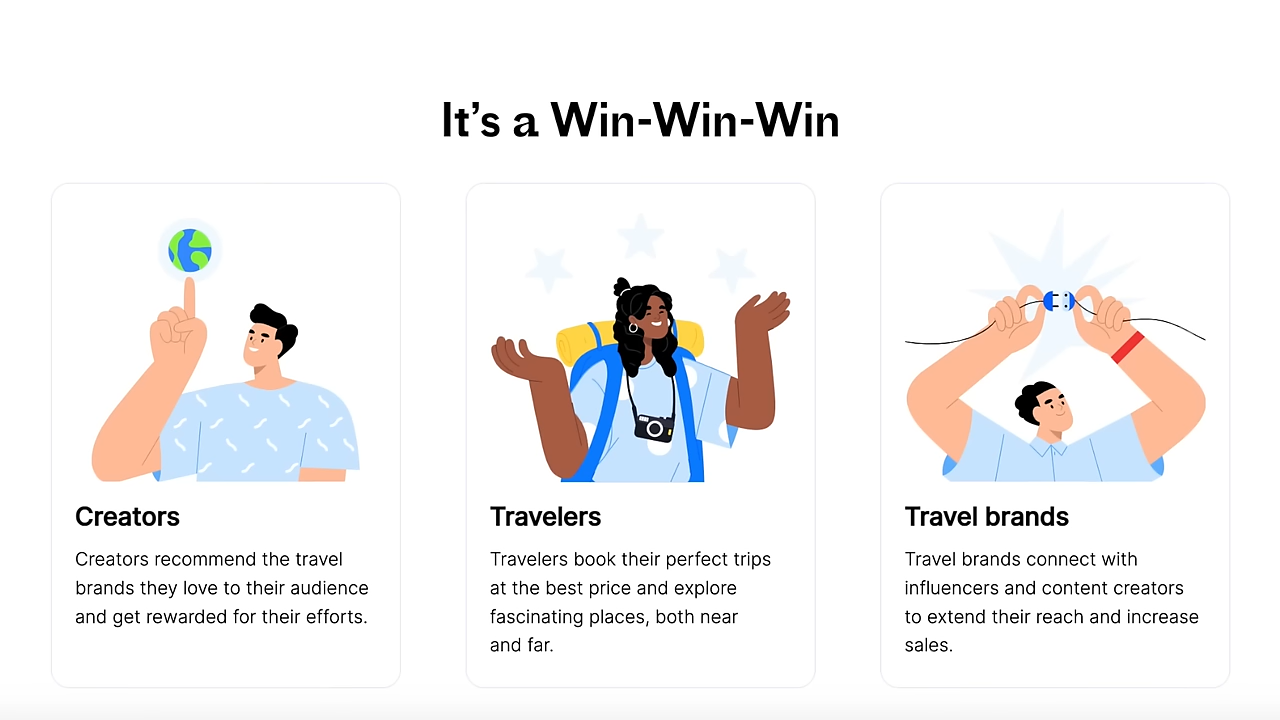 It’s a Win-Win-Win
Creators
Creators recommend the travel
brands they love to their audience
and get rewarded for their efforts.
Travelers
Travelers book their perfect trips
at the best price and explore
fascinating places, both near
and far.
Travel brands
Travel brands connect with
influencers and content creators
to extend their reach and increase
sales.